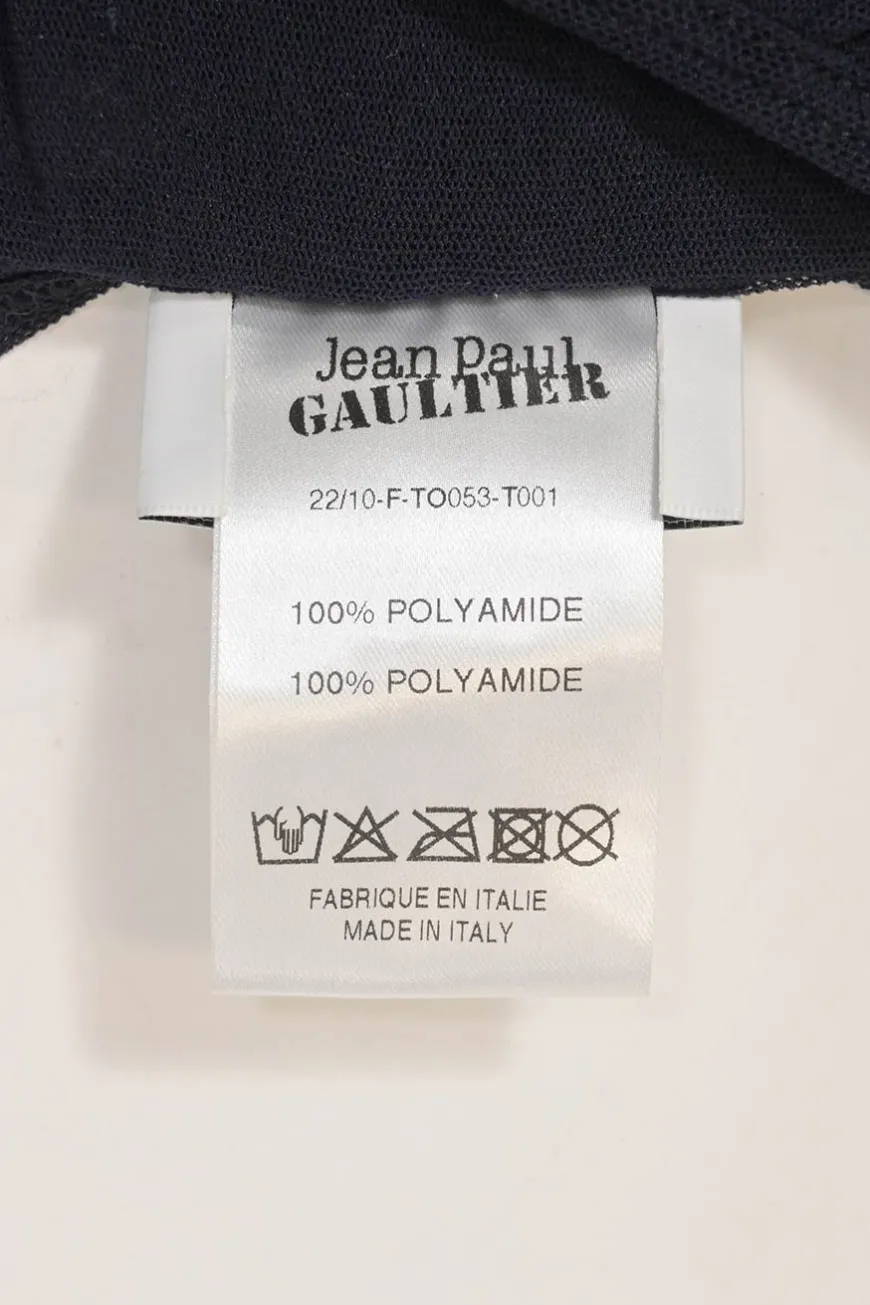 Jean Paul
GAULTIER
22/10-F-TO053-T001
100% POLYAMIDE
100% POLYAMIDE
FABRIQUE EN ITALIE
MADE IN ITALY